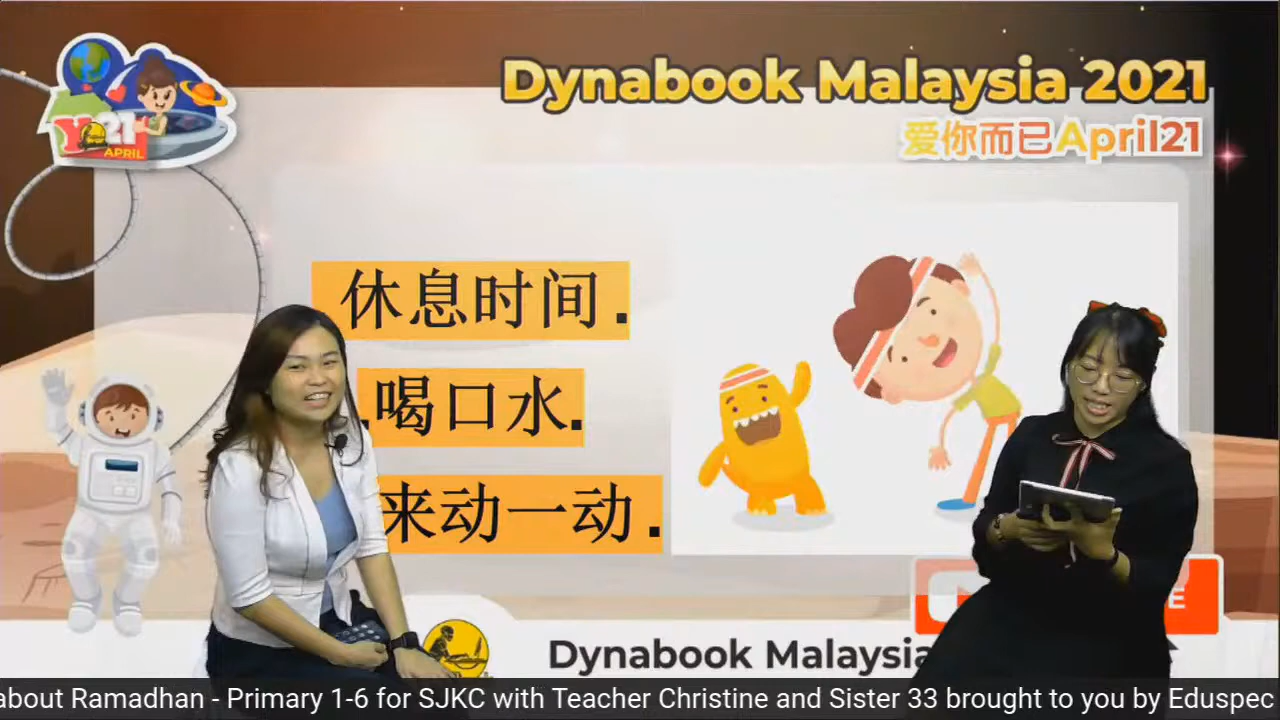 Dynabook Malaysia 2021
爱你而已April21
21
APRIL
休息时间.
.喝口水.
来动一动.
E
Dynabook Malaysia
about Ramadhan - Primary 1-6 for SJKC with Teacher Christine and Sister 33 brought to you by Eduspec